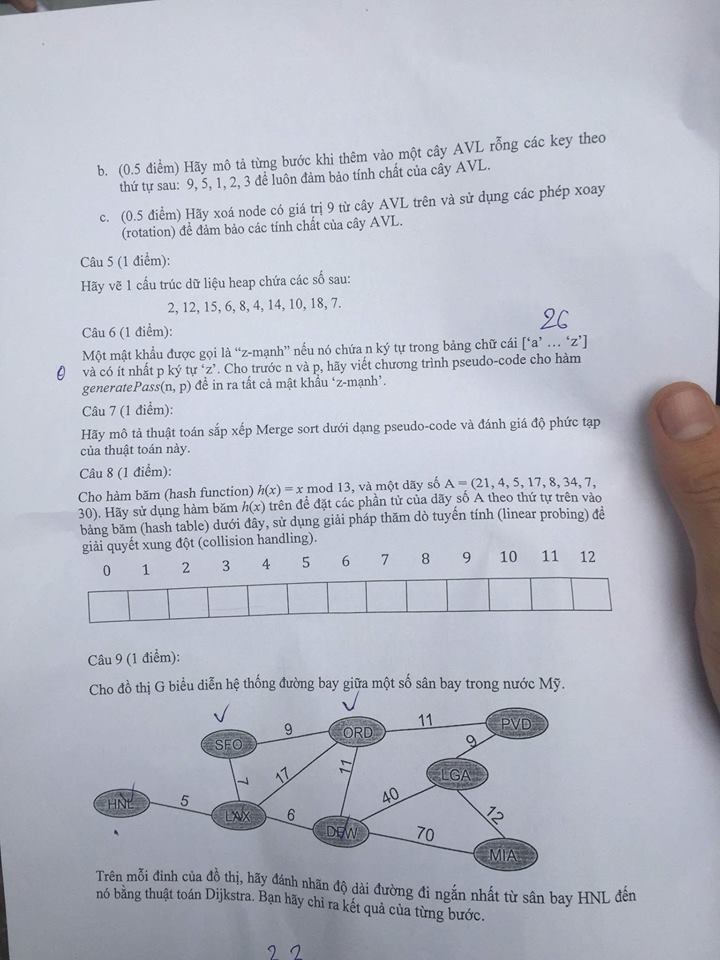 b. (0.5 điểm) Hãy mô tả từng bước khi thêm vào một cây AVL rỗng các key theo
thứ tự sau: 9, 5, 1, 2, 3 để luôn đảm bảo tính chất của cây AVL.
c. (0.5 điểm) Hãy xoá node có giá trị 9 từ cây AVL trên và sử dụng các phép xoay
(rotation) để đảm bảo các tính chất của cây AVL.
Câu 5 (1 điểm):
Hãy vẽ 1 cấu trúc dữ liệu heap chứa các số sau:
2, 12, 15, 6, 8, 4, 14, 10, 18, 7.
Câu 6 (1 điểm):
26
Một mật khẩu được gọi là “z-mạnh” nếu nó chứa n ký tự trong bảng chữ cái [‘a’ … ‘z’]
và có ít nhất p ký tự ‘z’. Cho trước n và p, hãy viết chương trình pseudo-code cho hàm
generatePass(n, p) để in ra tất cả mật khẩu ‘z-mạnh’.
Câu 7 (1 điểm):
Hãy mô tả thuật toán sắp xếp Merge sort dưới dạng pseudo-code và đánh giá độ phức tạp
của thuật toán này.
Câu 8 (1 điểm):
Cho hàm băm (hash function) h(x) = x mod 13, và một dãy số A = (21, 4, 5, 17, 8, 34, 7,
30). Hãy sử dụng hàm băm h(x) trên để đặt các phần tử của dãy số A theo thứ tự trên vào
bảng băm (hash table) dưới đây, sử dụng giải pháp thăm dò tuyến tính (linear probing) để
giải quyết xung đột (collision handling).
0 1 2 3 4 5 6 7 8 9 10 11 12
Câu 9 (1 điểm):
Cho đồ thị G biểu diễn hệ thống đường bay giữa một số sân bay trong nước Mỹ.
SFO 9 ORD 11 PVD
7 17 11 9 LGA
HNL 5 LAX 6 DFW 40 12
70 MIA
Trên mỗi đỉnh của đồ thị, hãy đánh nhãn độ dài đường đi ngắn nhất từ sân bay HNL đến
nó bằng thuật toán Dijkstra. Bạn hãy chỉ ra kết quả của từng bước.
2 2